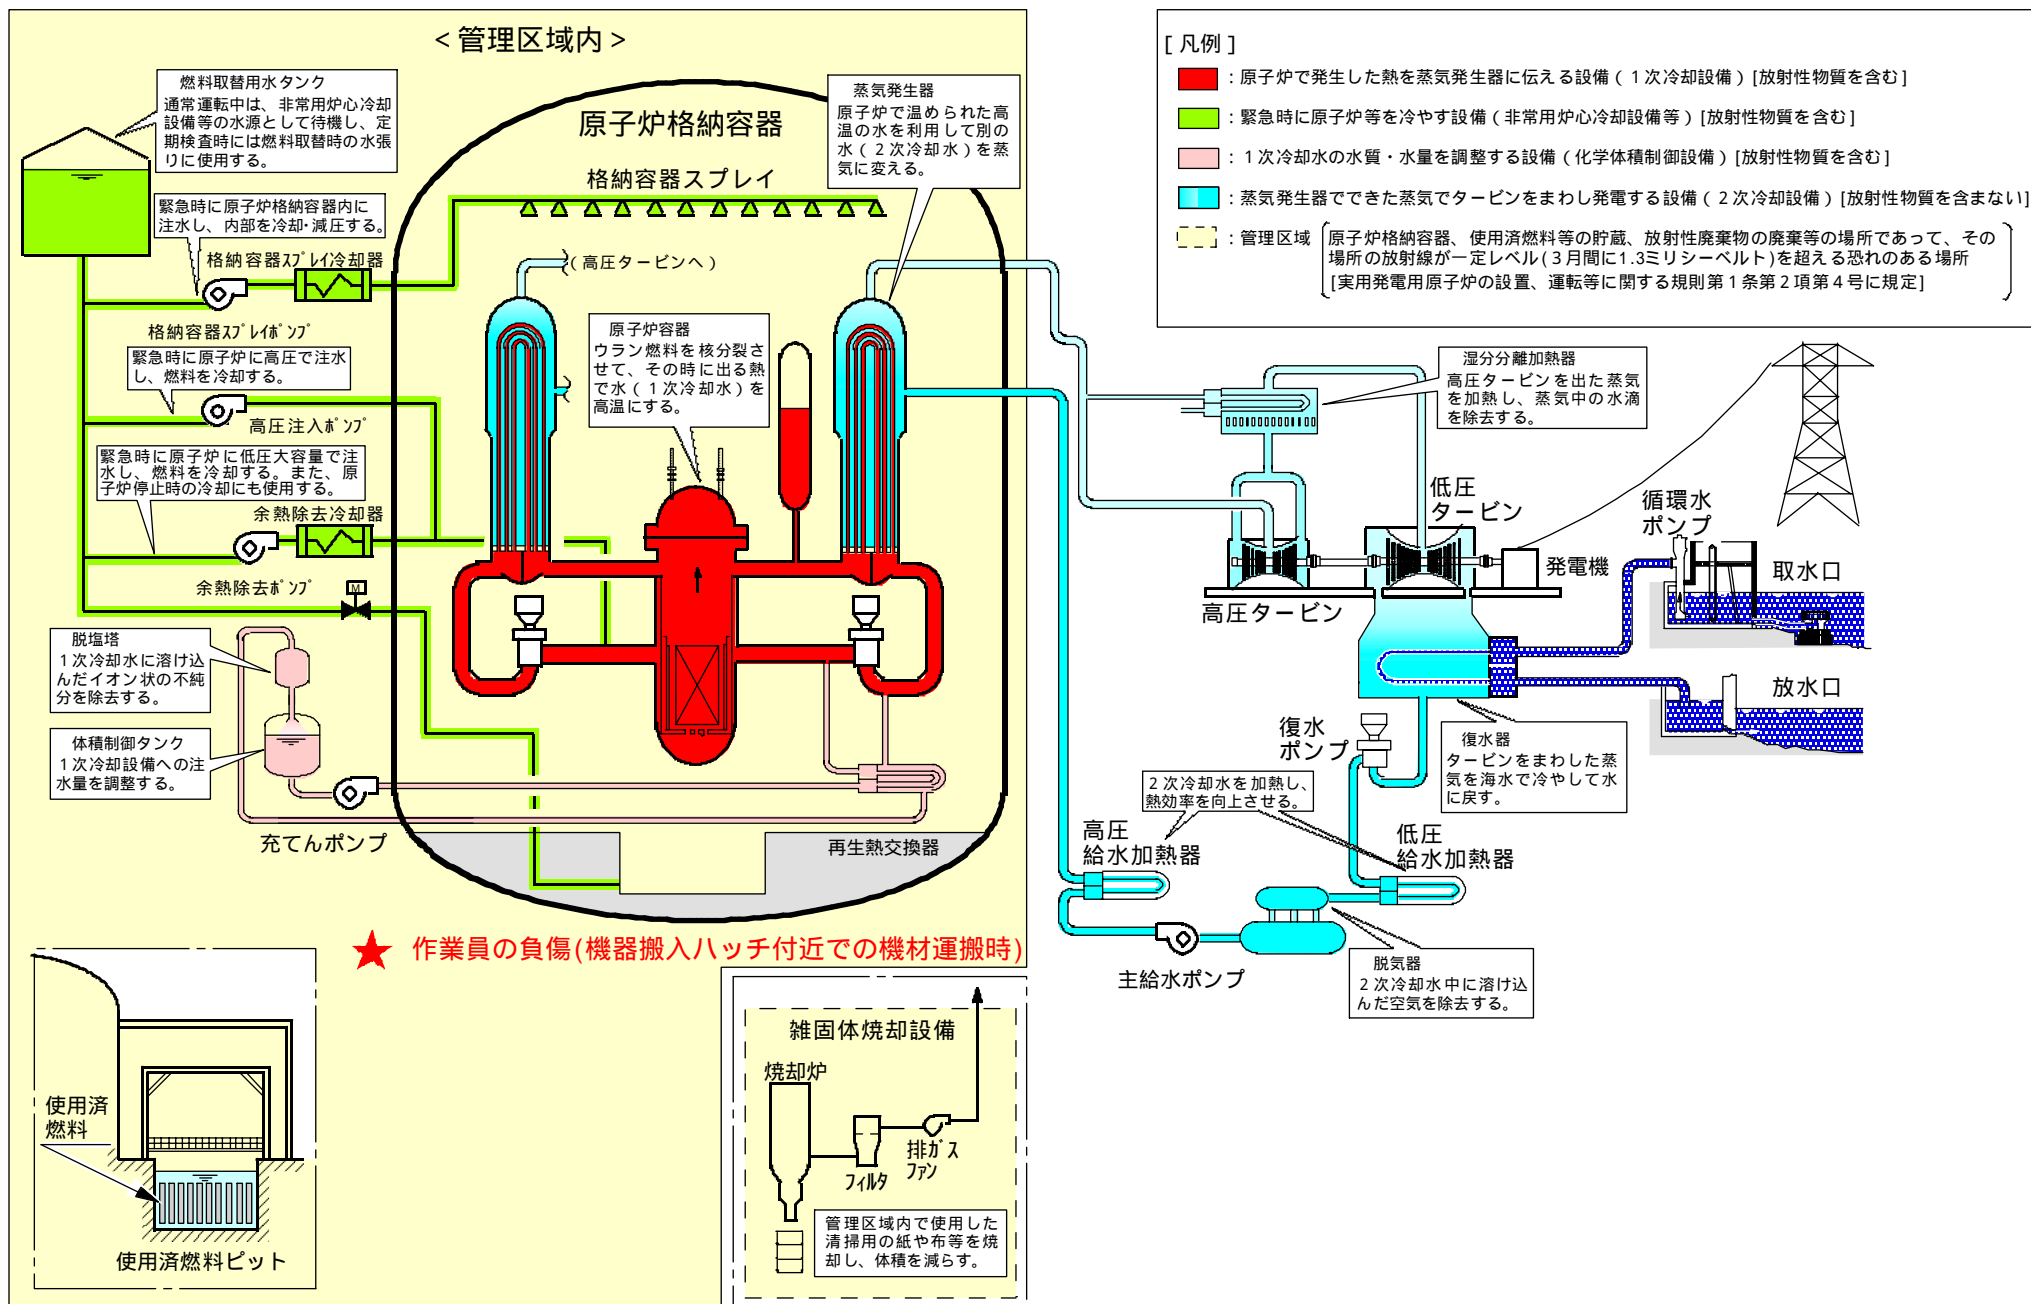 ＜管理区域内＞
燃料取替用水タンク
通常運転中は、非常用炉心冷却
設備等の水源として待機し、定
期検査時には燃料取替時の水張
りに使用する。
緊急時に原子炉格納容器内に
注水し、内部を冷却・減圧する。
格納容器ｽﾌﾟﾚｲ冷却器
格納容器ｽﾌﾟﾚｲﾎﾟﾝﾌﾟ
緊急時に原子炉に高圧で注水
し、燃料を冷却する。
高圧注入ﾎﾟﾝﾌﾟ
緊急時に原子炉に低圧大容量で注
水し、燃料を冷却する。また、原
子炉停止時の冷却にも使用する。
余熱除去冷却器
余熱除去ﾎﾟﾝﾌﾟ
M
脱塩塔
１次冷却水に溶け込
んだイオン状の不純
分を除去する。
体積制御タンク
１次冷却設備への注
水量を調整する。
充てんポンプ
原子炉格納容器
格納容器スプレイ
蒸気発生器
原子炉で温められた高
温の水を利用して別の
水（２次冷却水）を蒸
気に変える。
（高圧タービンへ）
原子炉容器
ウラン燃料を核分裂さ
せて、その時に出る熱
で水（１次冷却水）を
高温にする。
再生熱交換器
★ 作業員の負傷(機器搬入ハッチ付近での機材運搬時)
使用済
燃料
使用済燃料ピット
雑固体焼却設備
焼却炉
フィルタ
排ｶﾞｽ
ﾌｧﾝ
管理区域内で使用した
清掃用の紙や布等を焼
却し、体積を減らす。
[ 凡例 ]
：原子炉で発生した熱を蒸気発生器に伝える設備（１次冷却設備）[放射性物質を含む]
：緊急時に原子炉等を冷やす設備（非常用炉心冷却設備等）[放射性物質を含む]
：１次冷却水の水質・水量を調整する設備（化学体積制御設備）[放射性物質を含む]
：蒸気発生器でできた蒸気でタービンをまわし発電する設備（２次冷却設備）[放射性物質を含まない]
：管理区域
原子炉格納容器、使用済燃料等の貯蔵、放射性廃棄物の廃棄等の場所であって、その
場所の放射線が一定レベル(３月間に1.3ミリシーベルト)を超える恐れのある場所
[実用発電用原子炉の設置、運転等に関する規則第１条第２項第４号に規定]
湿分分離加熱器
高圧タービンを出た蒸気
を加熱し、蒸気中の水滴
を除去する。
低圧
タービン
高圧タービン
発電機
循環水
ポンプ
取水口
放水口
復水
ポンプ
復水器
タービンをまわした蒸
気を海水で冷やして水
に戻す。
２次冷却水を加熱し、
熱効率を向上させる。
高圧
給水加熱器
低圧
給水加熱器
主給水ポンプ
脱気器
２次冷却水中に溶け込
んだ空気を除去する。